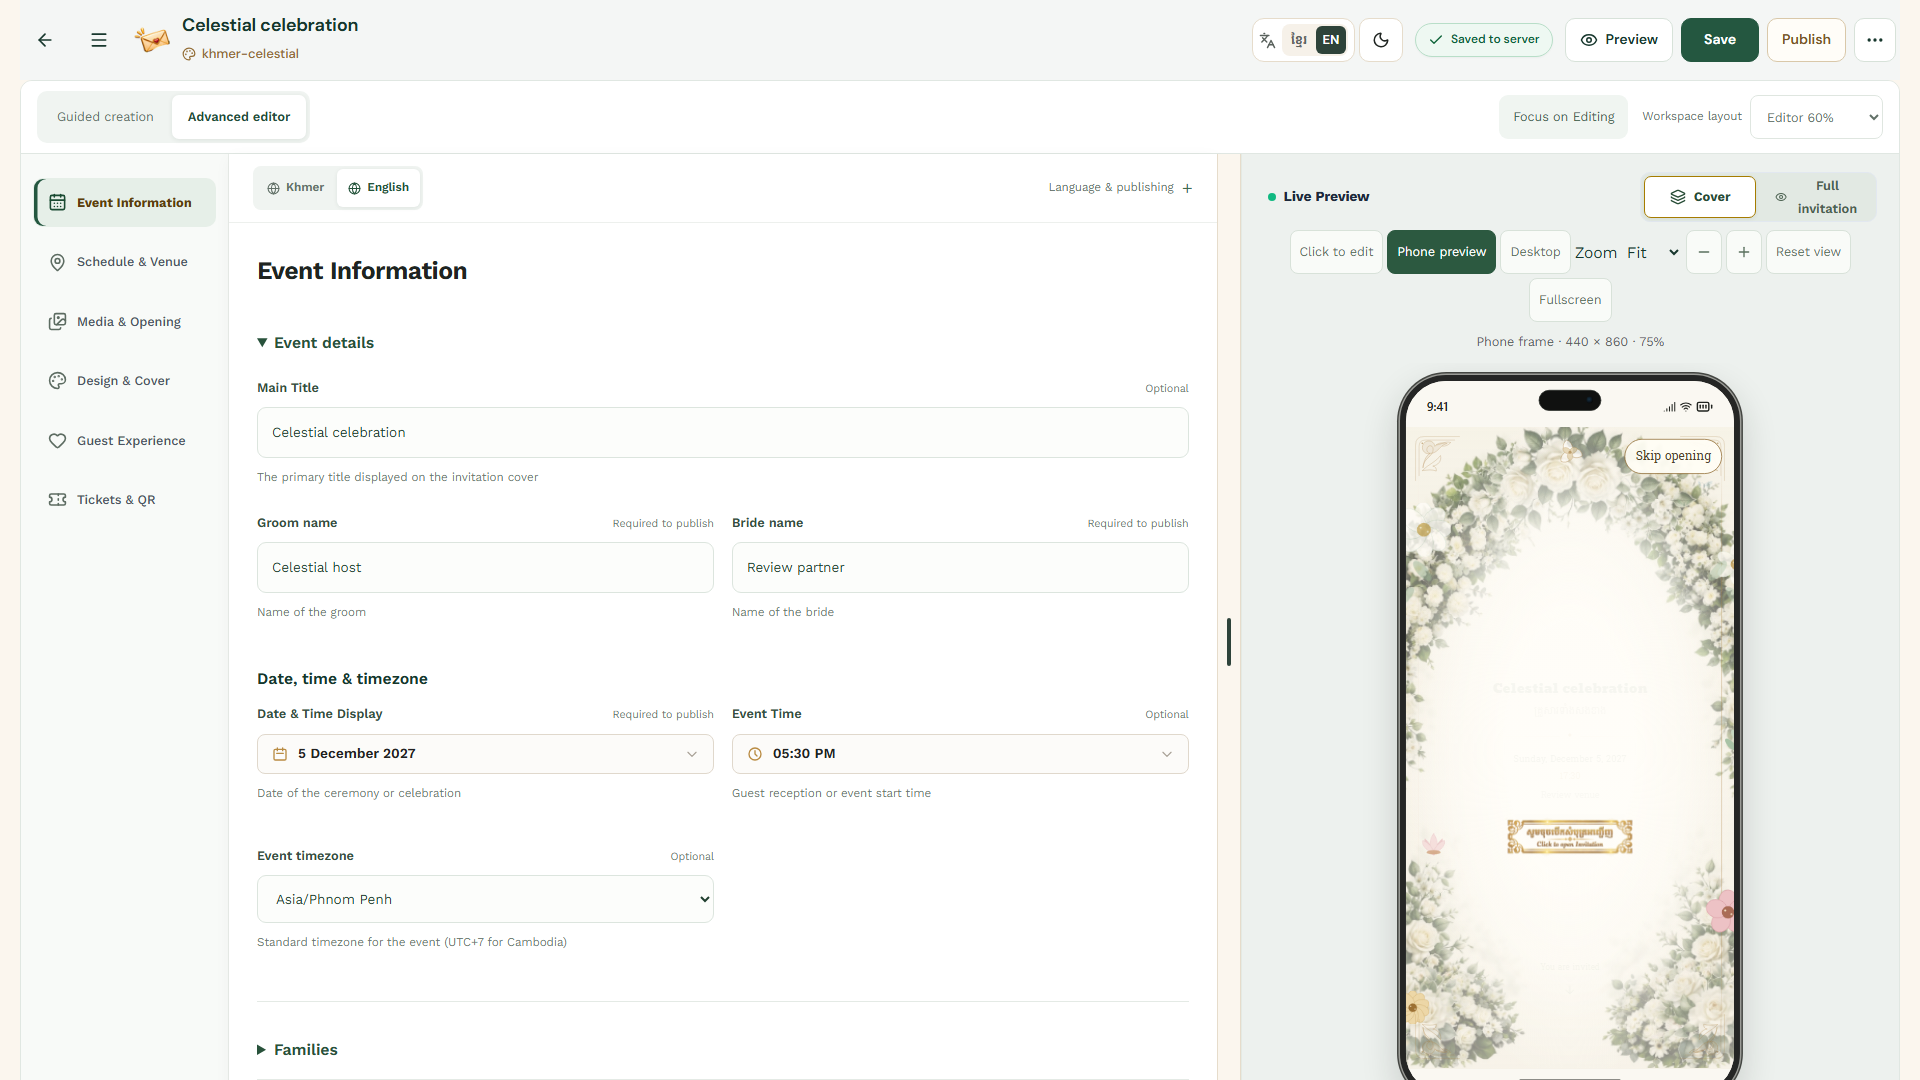 Celestial celebration
khmer-celestial
ខ្មែរ
EN
Saved to server
Preview
Save
Publish
Guided creation
Advanced editor
Focus on Editing
Workspace layout
Editor 60%
Event Information
Schedule & Venue
Media & Opening
Design & Cover
Guest Experience
Tickets & QR
Khmer
English
Language & publishing
Event Information
Event details
Main Title
Optional
Celestial celebration
The primary title displayed on the invitation cover
Groom name
Required to publish
Celestial host
Name of the groom
Bride name
Required to publish
Review partner
Name of the bride
Date, time & timezone
Date & Time Display
Required to publish
5 December 2027
Date of the ceremony or celebration
Event Time
Optional
05:30 PM
Guest reception or event start time
Event timezone
Optional
Asia/Phnom Penh
Standard timezone for the event (UTC+7 for Cambodia)
Families
Live Preview
Cover
Full invitation
Click to edit
Phone preview
Desktop
Zoom
Fit
Reset view
Fullscreen
Phone frame · 440 × 860 · 75%
9:41
Skip opening
Celestial celebration
Click to open Invitation